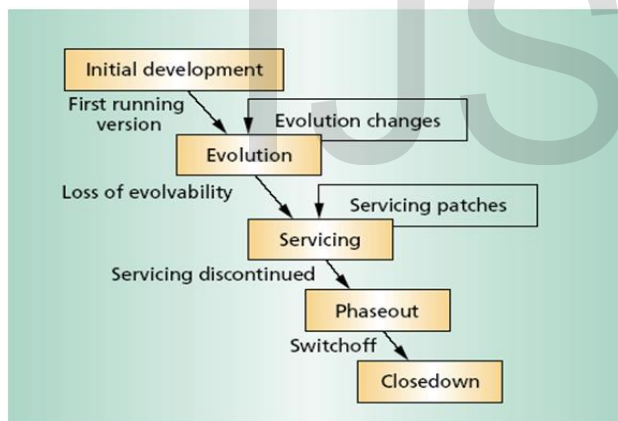 Initial development
First running
version
Evolution changes
Evolution
Loss of evolvability
Servicing patches
Servicing
Servicing discontinued
Phaseout
Switchoff
Closedown
IJS